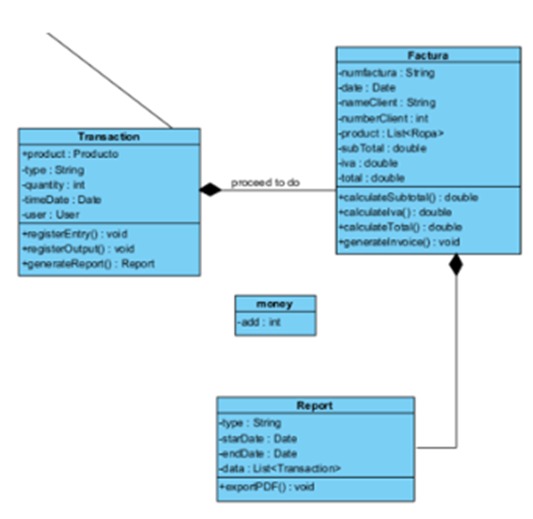 Factura
-numfactura : String
-date : Date
-nameClient : String
-numberClient : int
-product : List<Ropa>
-subTotal : double
-iva : double
-total : double
+calculateSubtotal() : double
+calculateIva() : double
+calculateTotal() : double
+generateInvoice() : void
Transaction
+product : Producto
-type : String
-quantity : int
-timeDate : Date
-user : User
+registerEntry() : void
+registerOutput() : void
+generateReport() : Report
proceed to do
money
-add : int
Report
-type : String
-starDate : Date
-endDate : Date
-data : List<Transaction>
+exportPDF() : void